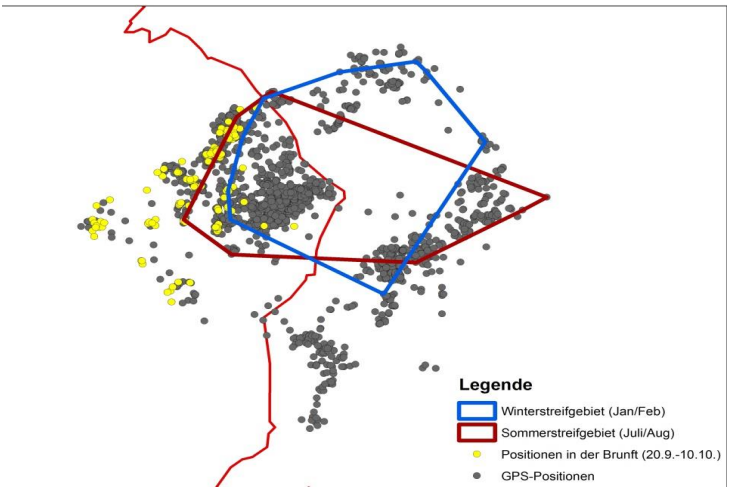 Legende
Winterstreifgebiet (Jan/Feb)
Sommerstreifgebiet (Juli/Aug)
Positionen in der Brunft (20.9.-10.10.)
GPS-Positionen